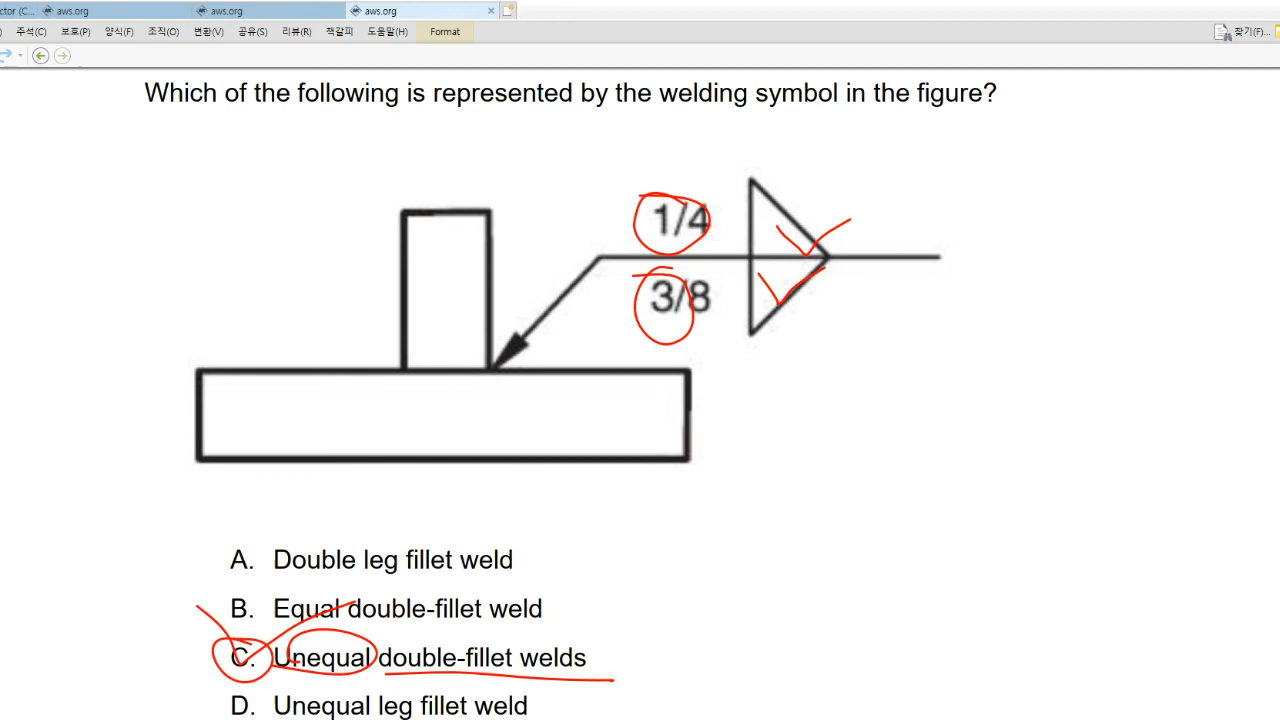 ctor (C... aws.org aws.org aws.org
주석(C) 보호(P) 양식(F) 조작(O) 변환(V) 공유(S) 리뷰(R) 책갈피 도움말(H) Format 찾기(F)...
Which of the following is represented by the welding symbol in the figure?
1/4
3/8
A. Double leg fillet weld
B. Equal double-fillet weld
C. Unequal double-fillet welds
D. Unequal leg fillet weld